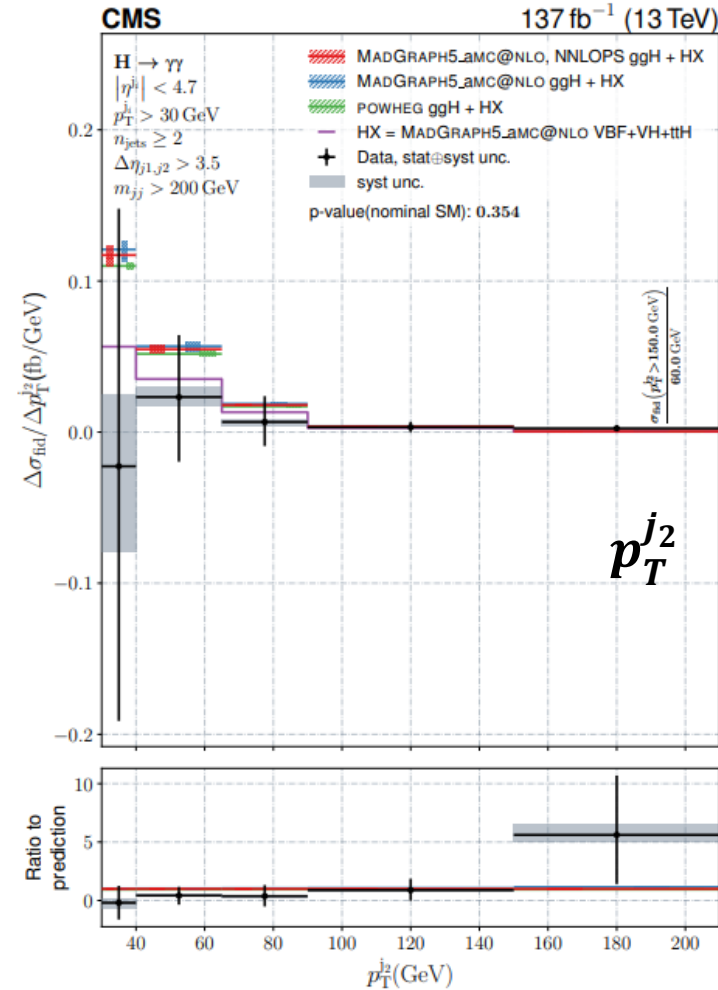 CMS 137 fb⁻¹ (13 TeV)
H → γγ
|η^{j_i}| < 4.7
p_T^{j_i} > 30 GeV
n_jets ≥ 2
Δη_{j1,j2} > 3.5
m_jj > 200 GeV
MADGRAPH5_aMC@NLO, NNLOPS ggH + HX
MADGRAPH5_aMC@NLO ggH + HX
POWHEG ggH + HX
HX = MADGRAPH5_aMC@NLO VBF+VH+ttH
Data, stat⊕syst unc.
syst unc.
p-value(nominal SM): 0.354
Δσ_fid/Δp_T^{j2}(fb/GeV)
0.2
0.1
0.0
−0.1
−0.2
σ_fid(p_T^{j2}>150.0 GeV)
60.0 GeV
p_T^{j2}
Ratio to
prediction
10
5
0
40 60 80 100 120 140 160 180 200
p_T^{j2}(GeV)